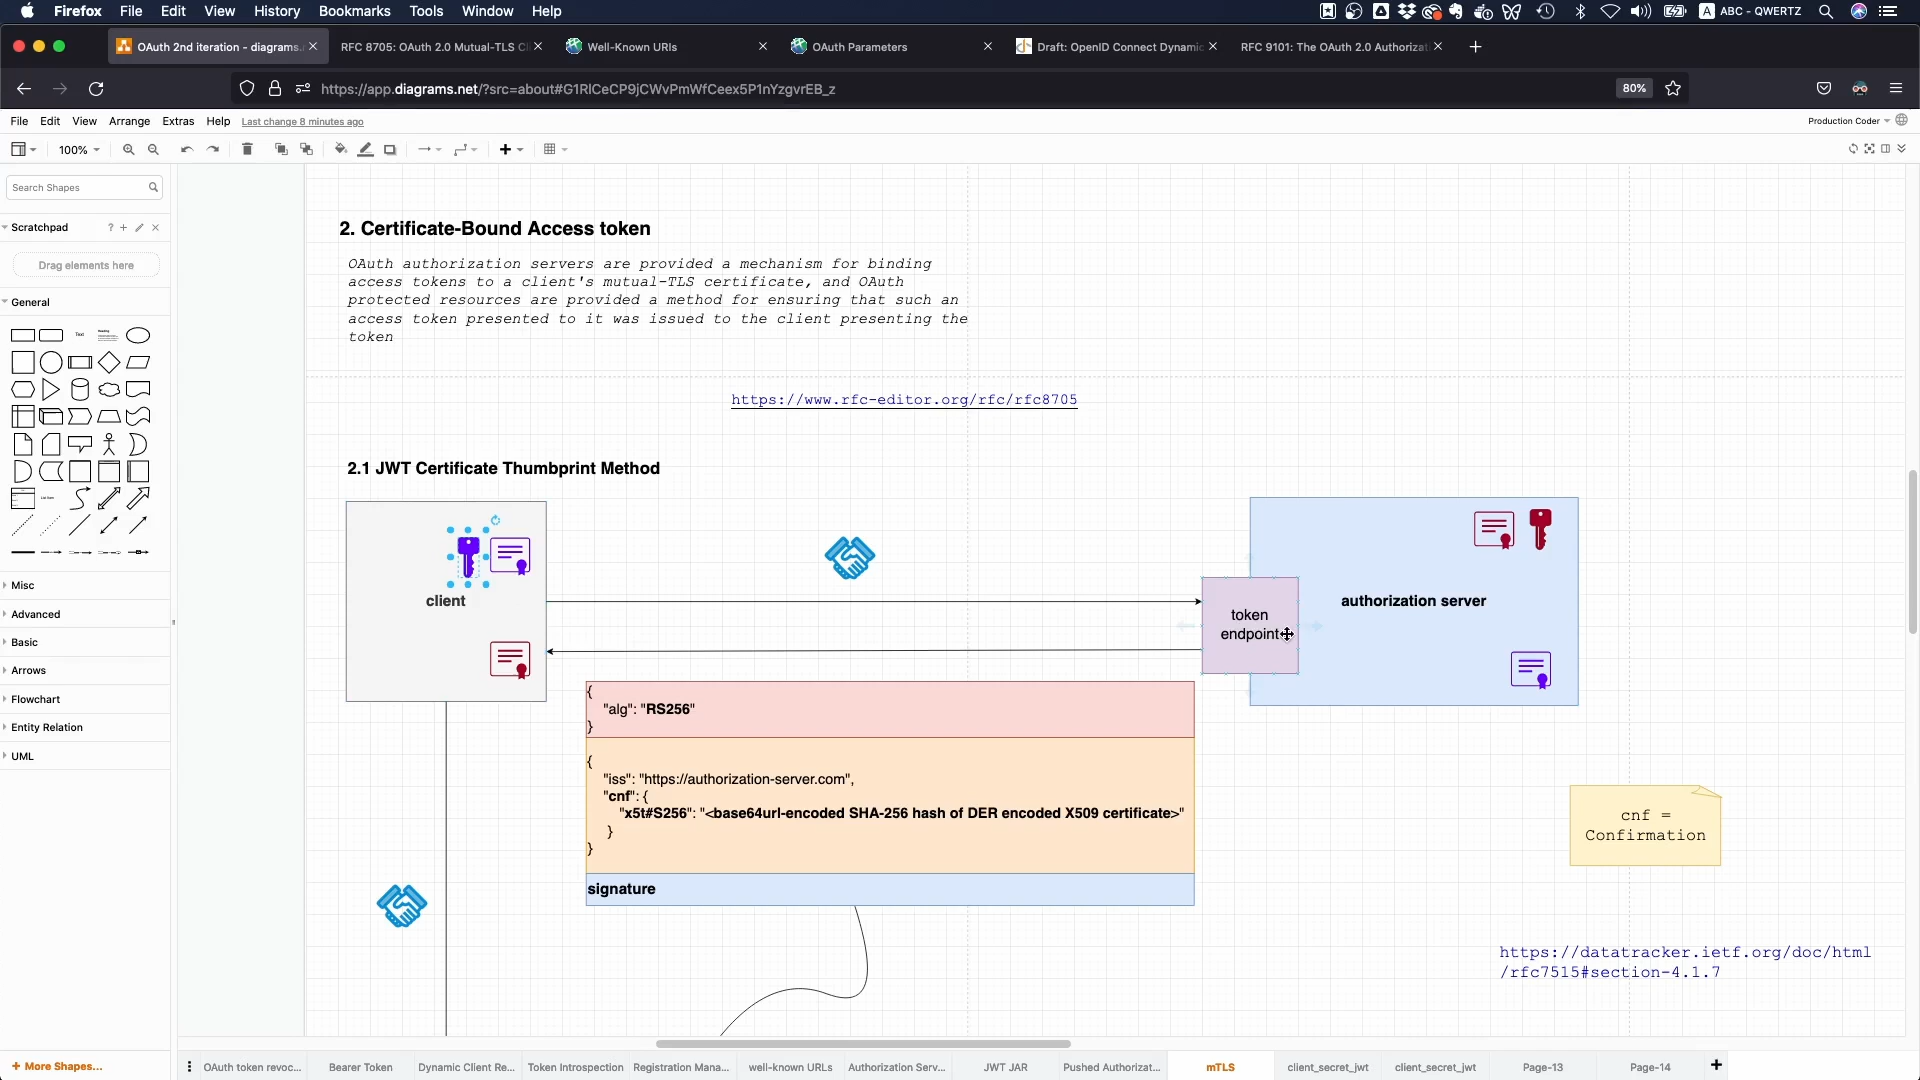 Firefox File Edit View History Bookmarks Tools Window Help
A ABC - QWERTZ
OAuth 2nd iteration - diagrams.
RFC 8705: OAuth 2.0 Mutual-TLS Cl
Well-Known URIs
OAuth Parameters
Draft: OpenID Connect Dynamic
RFC 9101: The OAuth 2.0 Authorizat
https://app.diagrams.net/?src=about#G1RlCeCP9jCWvPmWfCeex5P1nYzgvrEB_z
80%
File Edit View Arrange Extras Help Last change 8 minutes ago
Production Coder
100%
Search Shapes
Scratchpad
Drag elements here
General
Text
Heading
List Item
Misc
Advanced
Basic
Arrows
Flowchart
Entity Relation
UML
+ More Shapes...
2. Certificate-Bound Access token
OAuth authorization servers are provided a mechanism for binding
access tokens to a client's mutual-TLS certificate, and OAuth
protected resources are provided a method for ensuring that such an
access token presented to it was issued to the client presenting the
token
https://www.rfc-editor.org/rfc/rfc8705
2.1 JWT Certificate Thumbprint Method
client
token
endpoint
authorization server
{
"alg": "RS256"
}
{
"iss": "https://authorization-server.com",
"cnf": {
"x5t#S256": "<base64url-encoded SHA-256 hash of DER encoded X509 certificate>"
}
}
signature
cnf =
Confirmation
https://datatracker.ietf.org/doc/html
/rfc7515#section-4.1.7
OAuth token revoc...
Bearer Token
Dynamic Client Re...
Token Introspection
Registration Mana...
well-known URLs
Authorization Serv...
JWT JAR
Pushed Authorizat...
mTLS
client_secret_jwt
client_secret_jwt
Page-13
Page-14